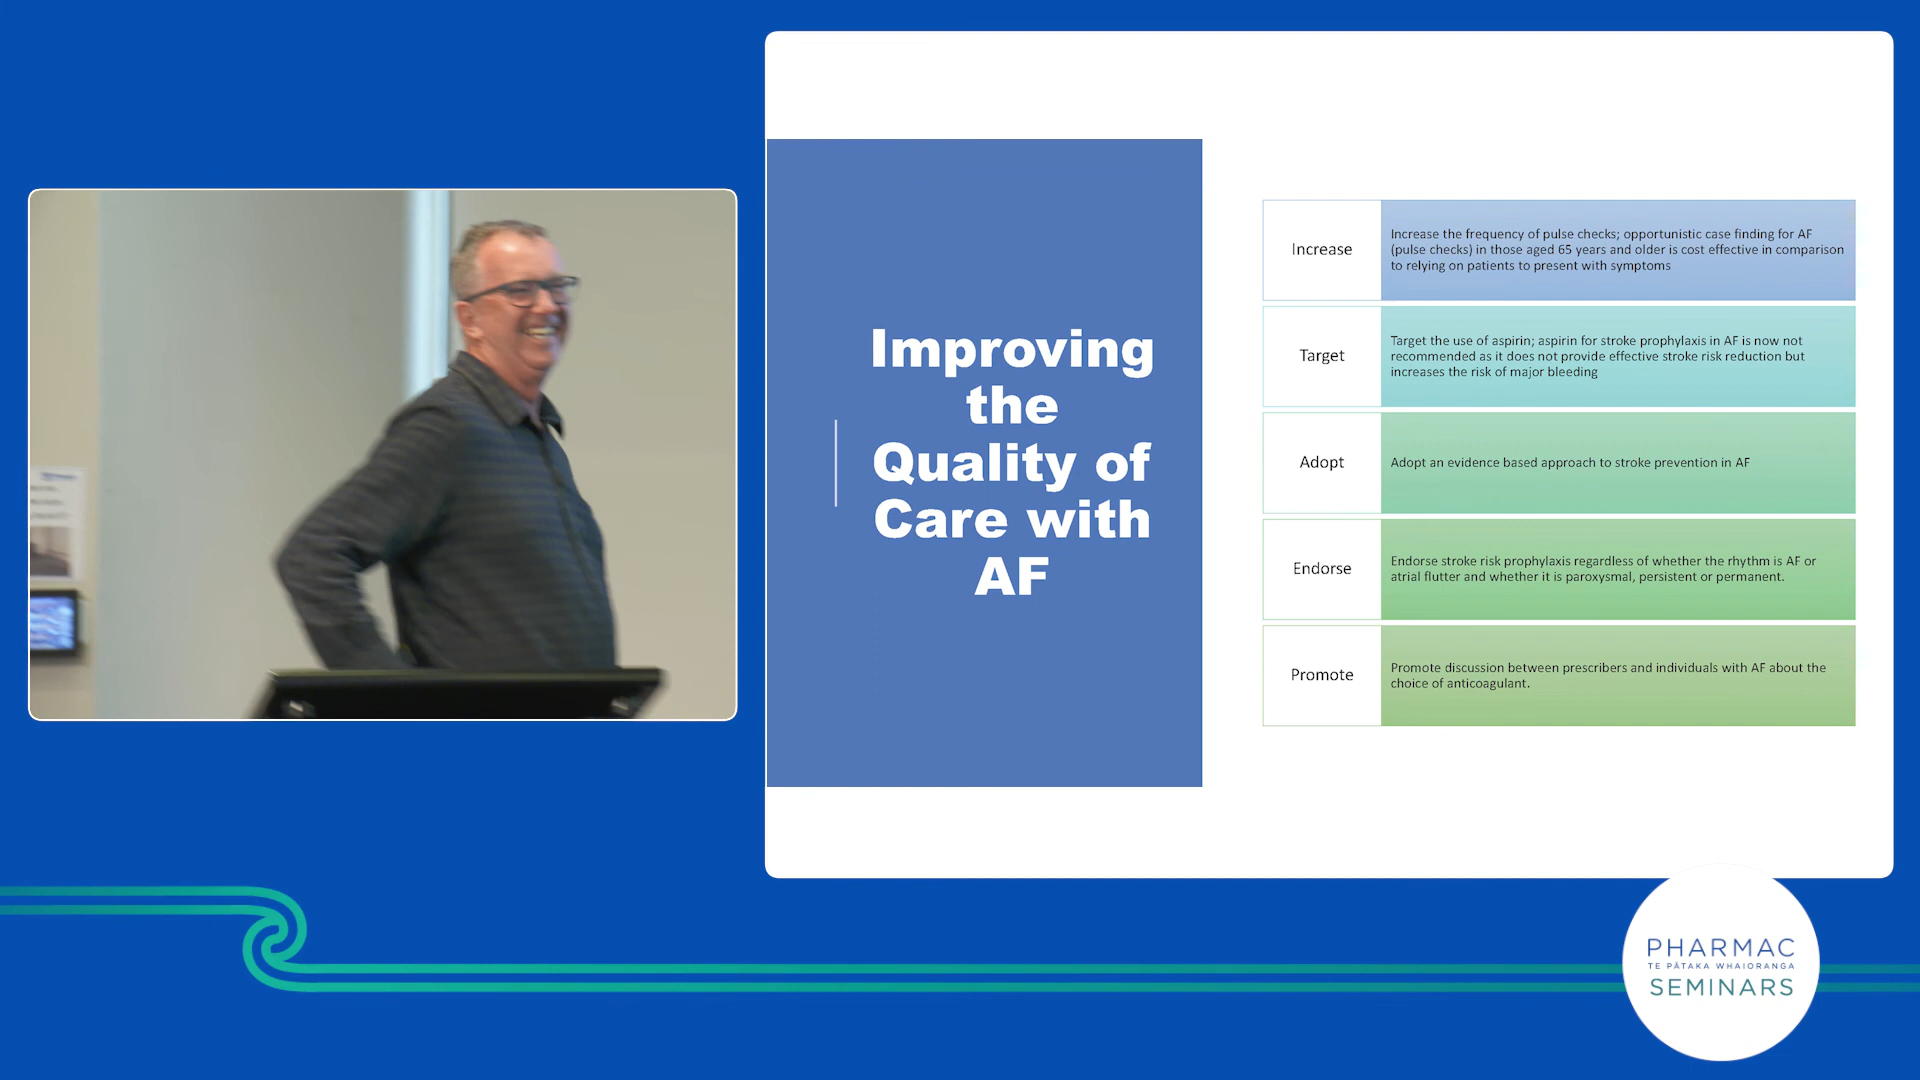 Improving
the
Quality of
Care with
AF
Increase
Increase the frequency of pulse checks; opportunistic case finding for AF
(pulse checks) in those aged 65 years and older is cost effective in comparison
to relying on patients to present with symptoms
Target
Target the use of aspirin; aspirin for stroke prophylaxis in AF is now not
recommended as it does not provide effective stroke risk reduction but
increases the risk of major bleeding
Adopt
Adopt an evidence based approach to stroke prevention in AF
Endorse
Endorse stroke risk prophylaxis regardless of whether the rhythm is AF or
atrial flutter and whether it is paroxysmal, persistent or permanent.
Promote
Promote discussion between prescribers and individuals with AF about the
choice of anticoagulant.
PHARMAC
TE PĀTAKA WHAIORANGA
SEMINARS